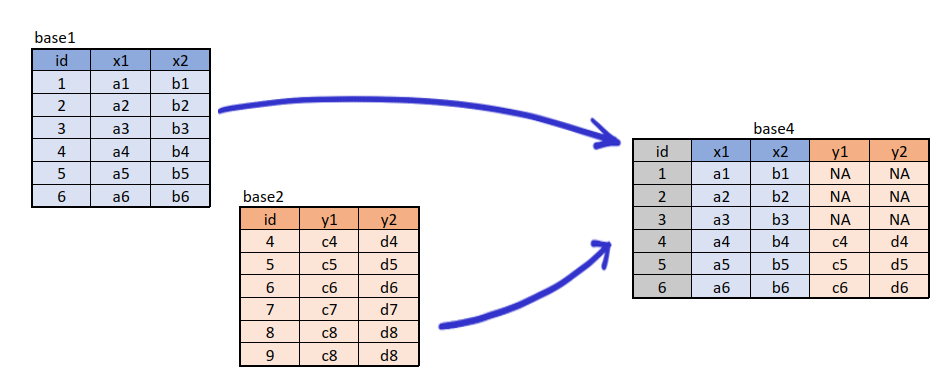 base1
id x1 x2
1 a1 b1
2 a2 b2
3 a3 b3
4 a4 b4
5 a5 b5
6 a6 b6
base2
id y1 y2
4 c4 d4
5 c5 d5
6 c6 d6
7 c7 d7
8 c8 d8
9 c8 d8
base4
id x1 x2 y1 y2
1 a1 b1 NA NA
2 a2 b2 NA NA
3 a3 b3 NA NA
4 a4 b4 c4 d4
5 a5 b5 c5 d5
6 a6 b6 c6 d6